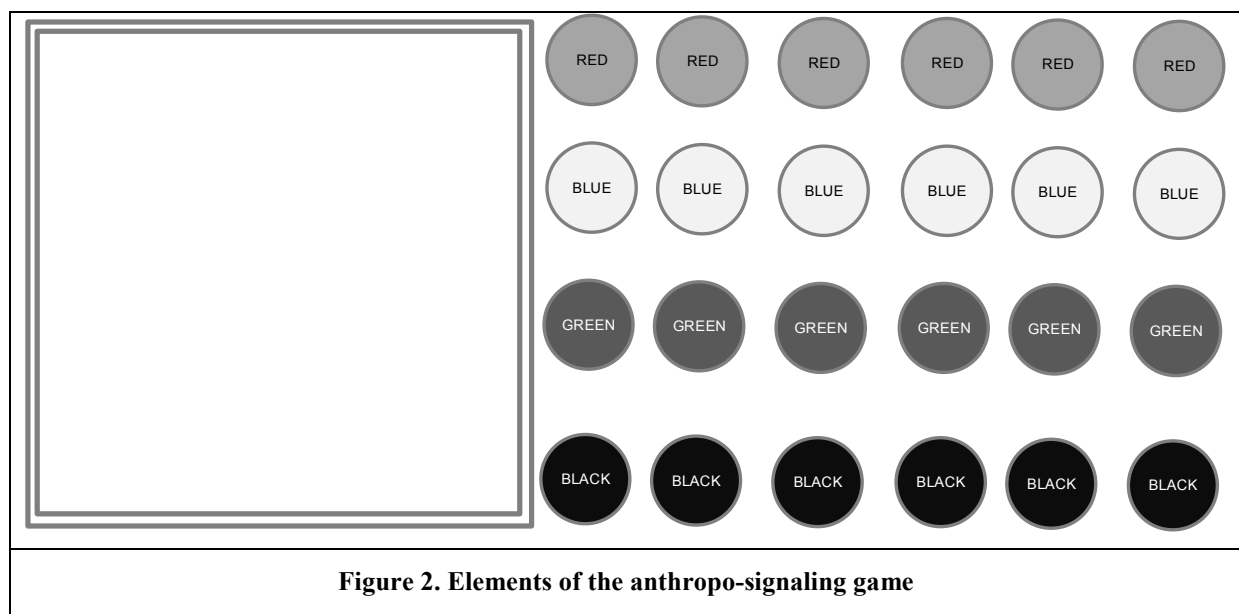 RED RED RED RED RED RED
BLUE BLUE BLUE BLUE BLUE BLUE
GREEN GREEN GREEN GREEN GREEN GREEN
BLACK BLACK BLACK BLACK BLACK BLACK
Figure 2. Elements of the anthropo-signaling game